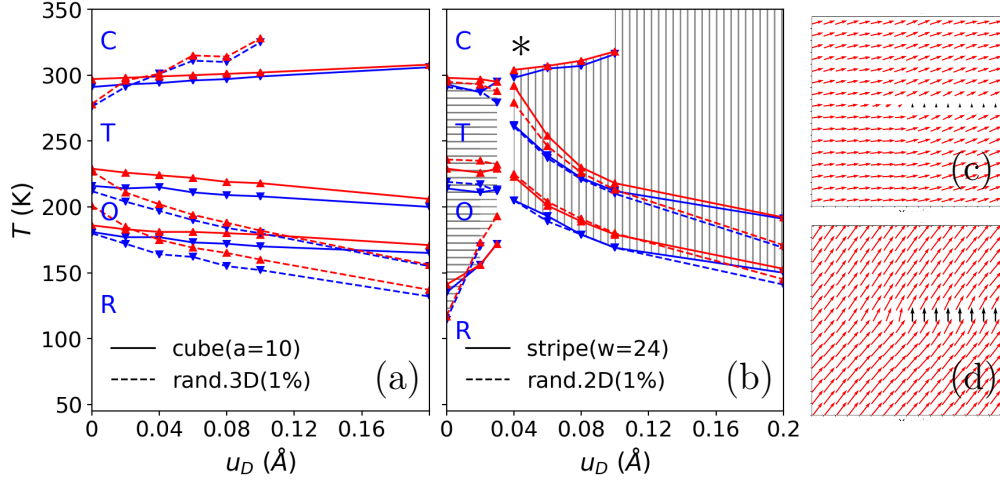 350
300
250
200
150
100
50
T (K)
C
T
O
R
cube(a=10)
rand.3D(1%)
(a)
0 0.04 0.08 0.12 0.16
u_D (Å)
*
C
T
O
R
stripe(w=24)
rand.2D(1%)
(b)
0 0.04 0.08 0.12 0.16 0.2
u_D (Å)
(c)
(d)